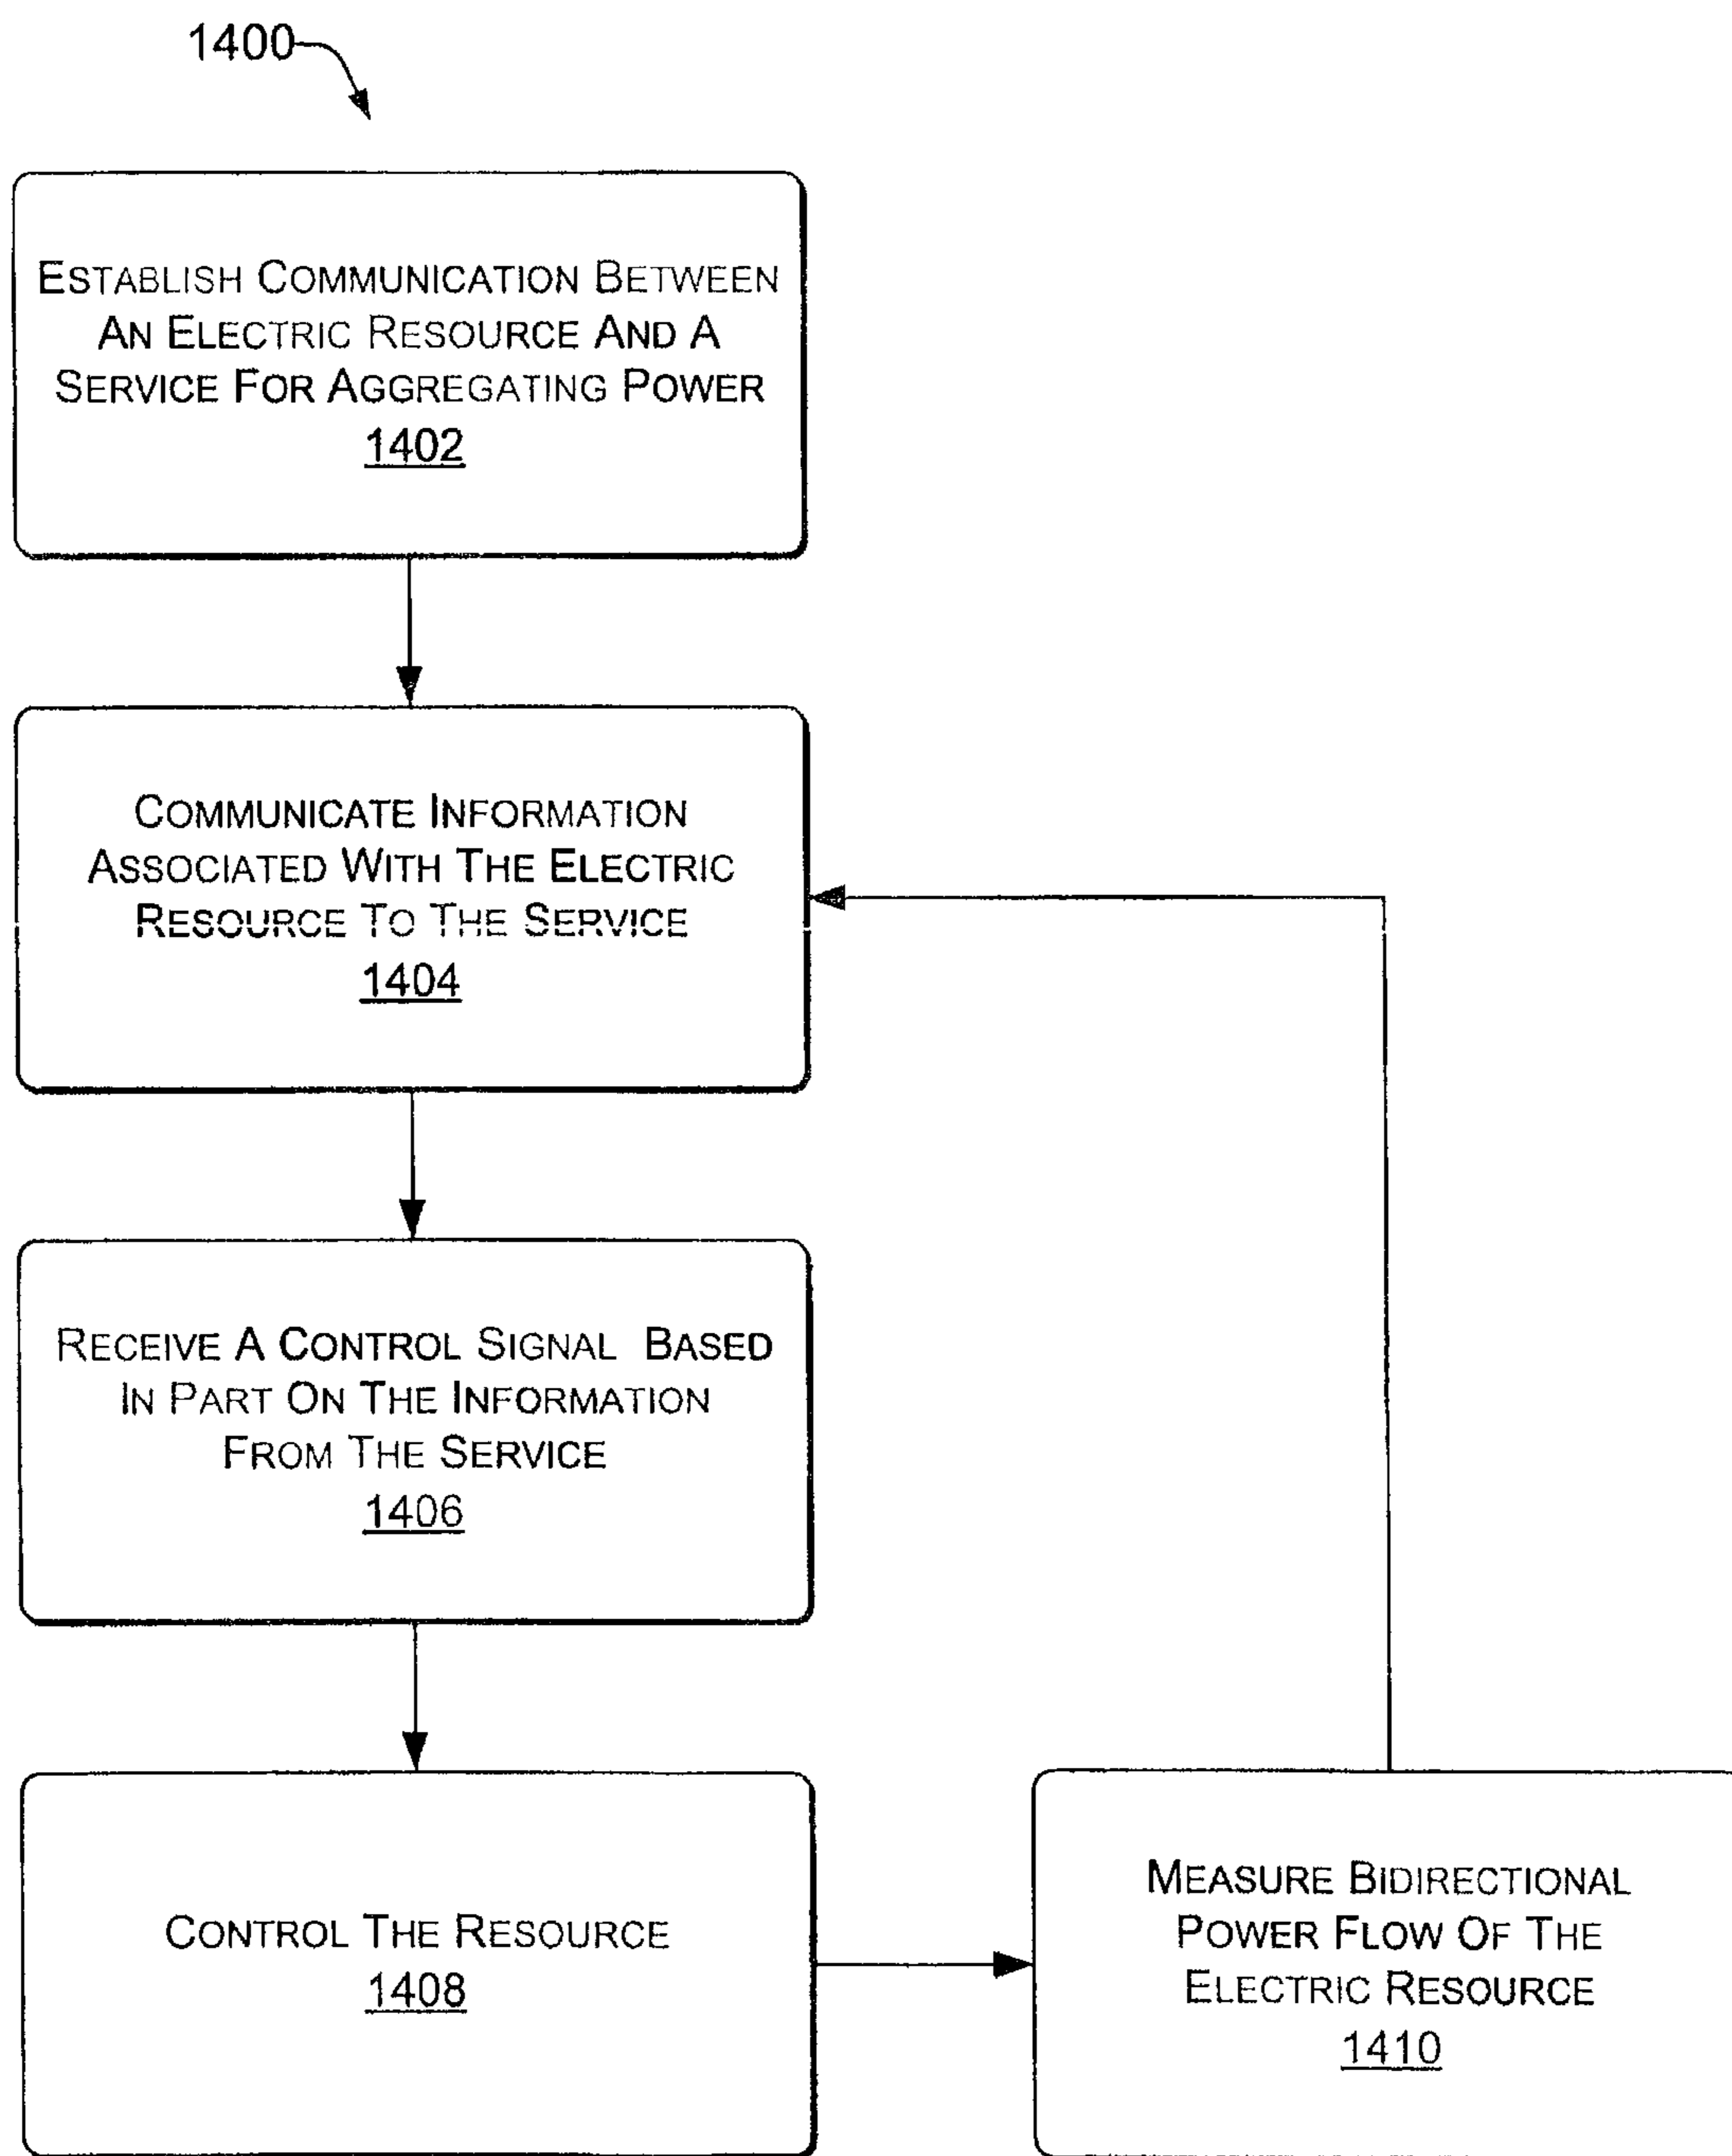 1400
ESTABLISH COMMUNICATION BETWEEN
AN ELECTRIC RESOURCE AND A
SERVICE FOR AGGREGATING POWER
1402
COMMUNICATE INFORMATION
ASSOCIATED WITH THE ELECTRIC
RESOURCE TO THE SERVICE
1404
RECEIVE A CONTROL SIGNAL BASED
IN PART ON THE INFORMATION
FROM THE SERVICE
1406
CONTROL THE RESOURCE
1408
MEASURE BIDIRECTIONAL
POWER FLOW OF THE
ELECTRIC RESOURCE
1410